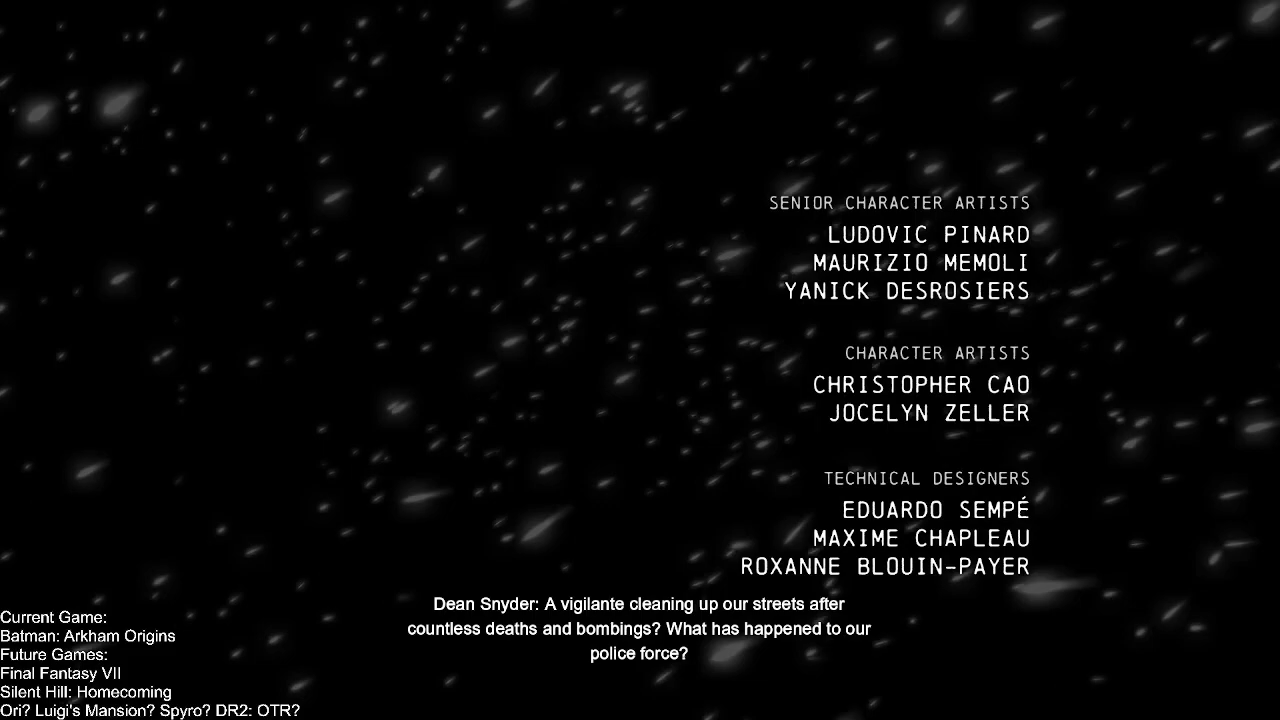 SENIOR CHARACTER ARTISTS
LUDOVIC PINARD
MAURIZIO MEMOLI
YANICK DESROSIERS
CHARACTER ARTISTS
CHRISTOPHER CAO
JOCELYN ZELLER
TECHNICAL DESIGNERS
EDUARDO SEMPÉ
MAXIME CHAPLEAU
ROXANNE BLOUIN-PAYER
Dean Snyder: A vigilante cleaning up our streets after
countless deaths and bombings? What has happened to our
police force?
Current Game:
Batman: Arkham Origins
Future Games:
Final Fantasy VII
Silent Hill: Homecoming
Ori? Luigi's Mansion? Spyro? DR2: OTR?